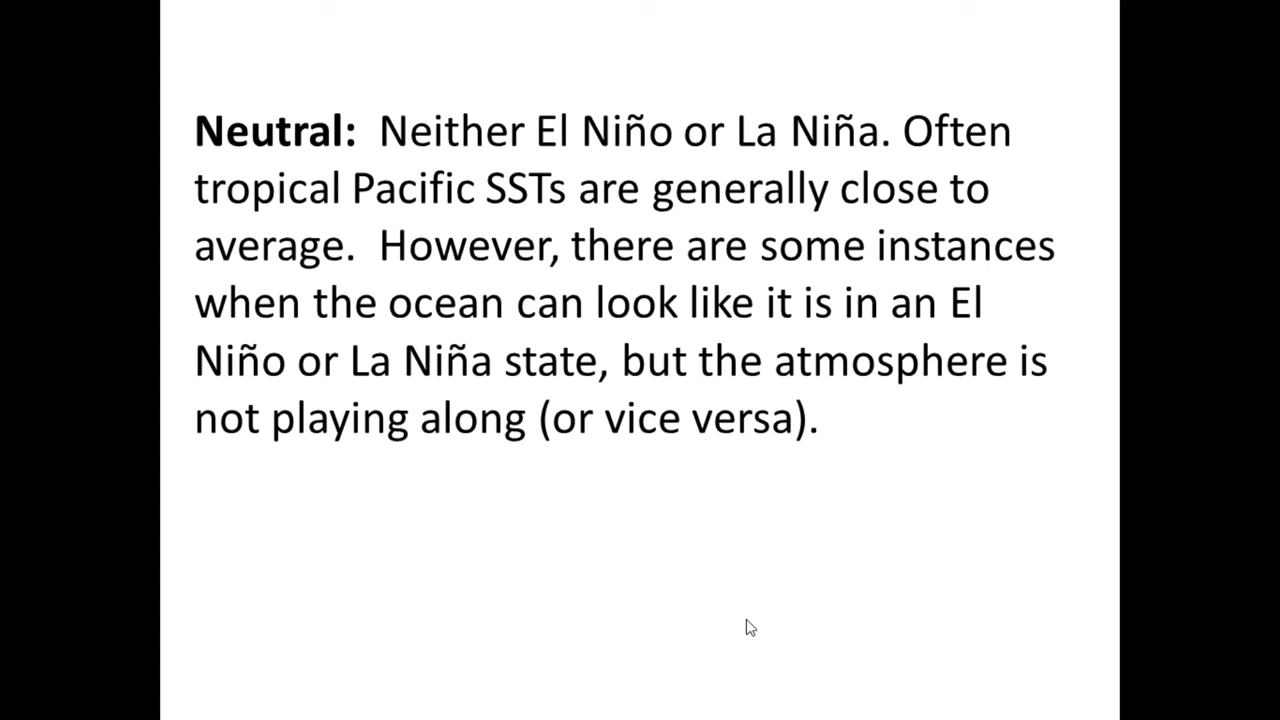 Neutral:  Neither El Niño or La Niña. Often
tropical Pacific SSTs are generally close to
average.  However, there are some instances
when the ocean can look like it is in an El
Niño or La Niña state, but the atmosphere is
not playing along (or vice versa).